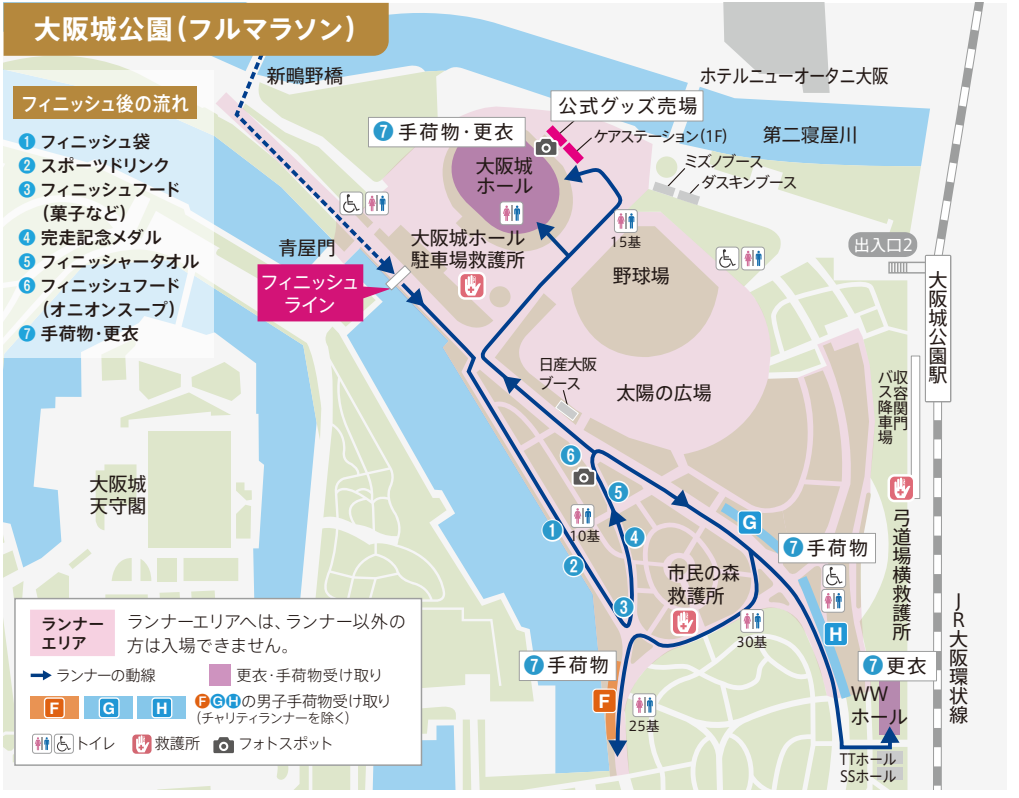 大阪城公園(フルマラソン)
新鴫野橋
ホテルニューオータニ大阪
フィニッシュ後の流れ
1 フィニッシュ袋
2 スポーツドリンク
3 フィニッシュフード
(菓子など)
4 完走記念メダル
5 フィニッシャータオル
6 フィニッシュフード
(オニオンスープ)
7 手荷物・更衣
公式グッズ売場
7 手荷物・更衣
ケアステーション(1F)
第二寝屋川
大阪城
ホール
ミズノブース
ダスキンブース
15基
青屋門
大阪城ホール
駐車場救護所
出入口2
フィニッシュ
ライン
野球場
大阪城公園駅
日産大阪
ブース
太陽の広場
収容関門
バス降車場
6
5
大阪城
天守閣
10基
1
4
2
G
7 手荷物
弓道場横救護所
市民の森
救護所
3
30基
H
JR大阪環状線
7 手荷物
7 更衣
F
25基
WW
ホール
TTホール
SSホール
ランナー
エリア
ランナーエリアへは、ランナー以外の
方は入場できません。
ランナーの動線
更衣・手荷物受け取り
F G H FGHの男子手荷物受け取り
(チャリティランナーを除く)
トイレ 救護所 フォトスポット